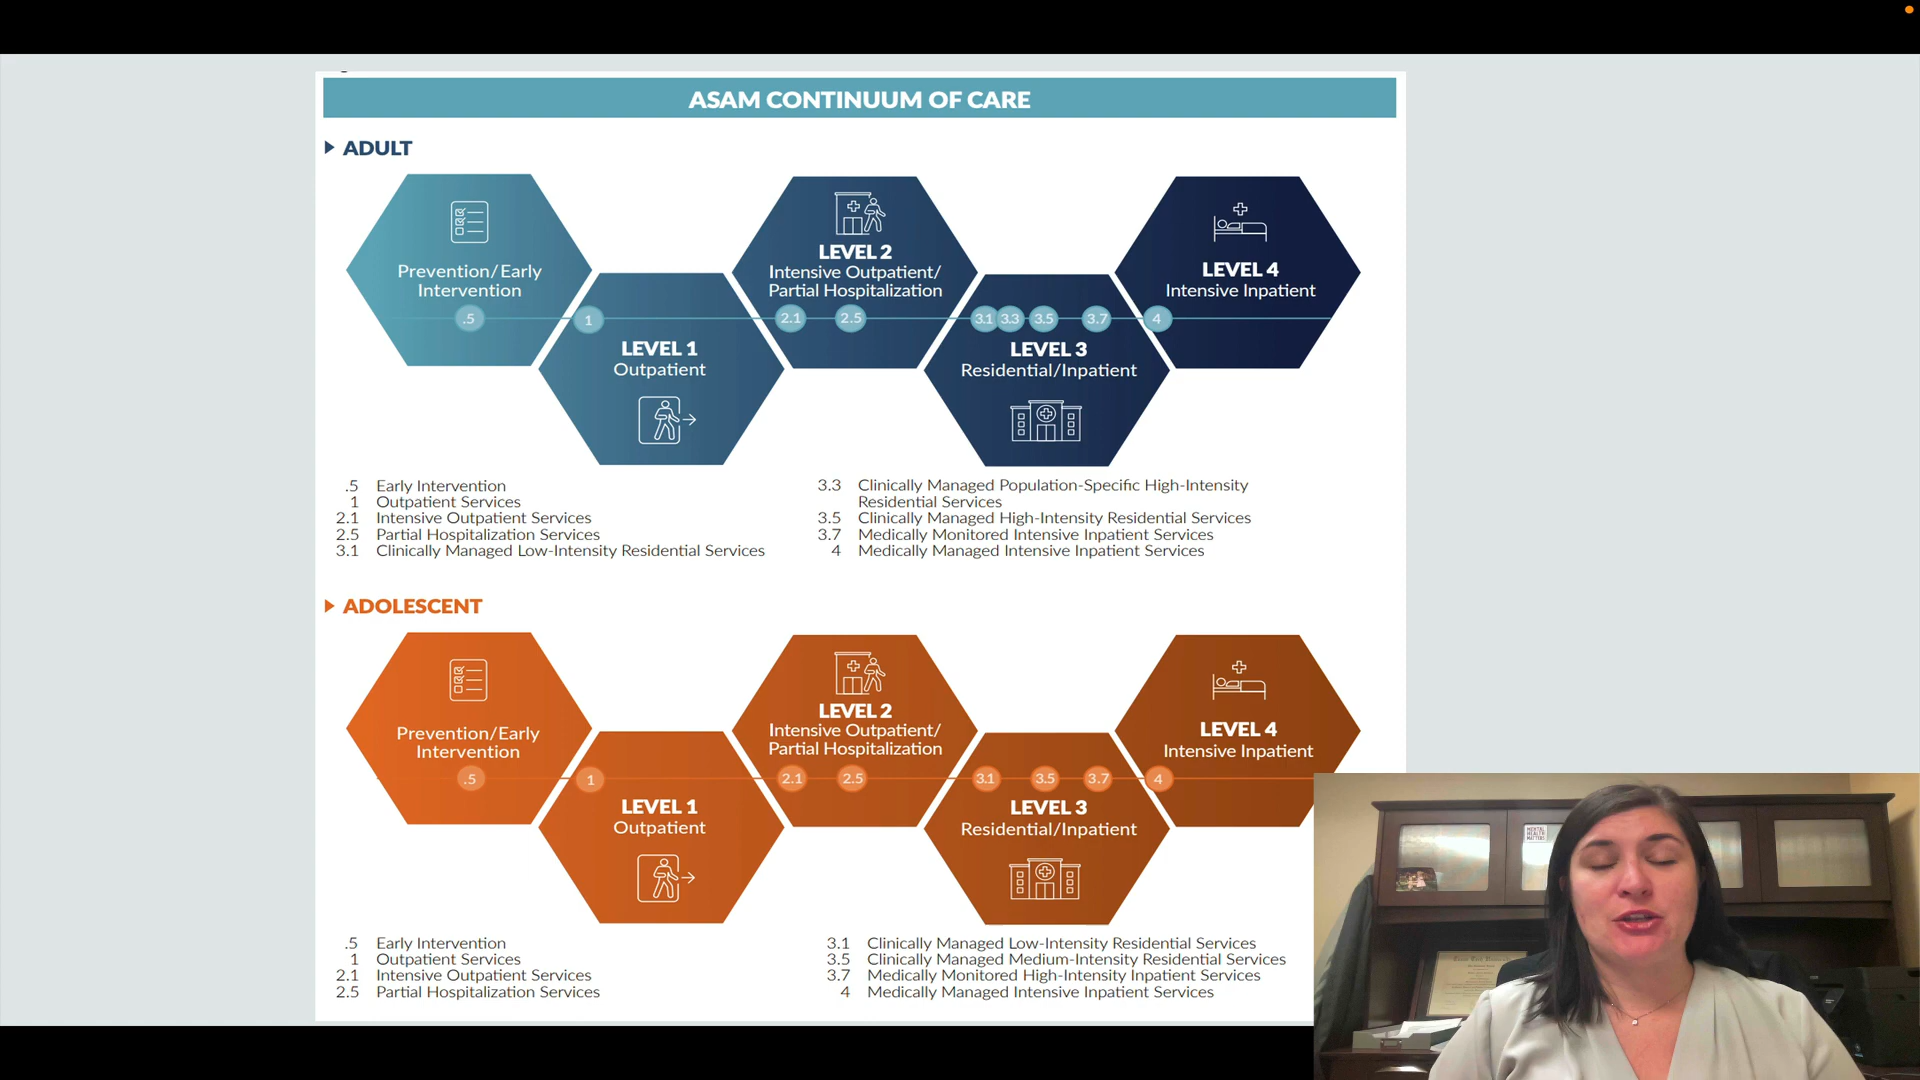 ASAM CONTINUUM OF CARE
ADULT
Prevention/Early
Intervention
.5
1
LEVEL 1
Outpatient
LEVEL 2
Intensive Outpatient/
Partial Hospitalization
2.1
2.5
3.1
3.3
3.5
3.7
LEVEL 3
Residential/Inpatient
LEVEL 4
Intensive Inpatient
4
.5 Early Intervention
1 Outpatient Services
2.1 Intensive Outpatient Services
2.5 Partial Hospitalization Services
3.1 Clinically Managed Low-Intensity Residential Services
3.3 Clinically Managed Population-Specific High-Intensity
Residential Services
3.5 Clinically Managed High-Intensity Residential Services
3.7 Medically Monitored Intensive Inpatient Services
4 Medically Managed Intensive Inpatient Services
ADOLESCENT
Prevention/Early
Intervention
.5
1
LEVEL 1
Outpatient
LEVEL 2
Intensive Outpatient/
Partial Hospitalization
2.1
2.5
3.1
3.5
3.7
LEVEL 3
Residential/Inpatient
LEVEL 4
Intensive Inpatient
4
.5 Early Intervention
1 Outpatient Services
2.1 Intensive Outpatient Services
2.5 Partial Hospitalization Services
3.1 Clinically Managed Low-Intensity Residential Services
3.5 Clinically Managed Medium-Intensity Residential Services
3.7 Medically Monitored High-Intensity Inpatient Services
4 Medically Managed Intensive Inpatient Services
MENTAL
HEALTH
MATTERS